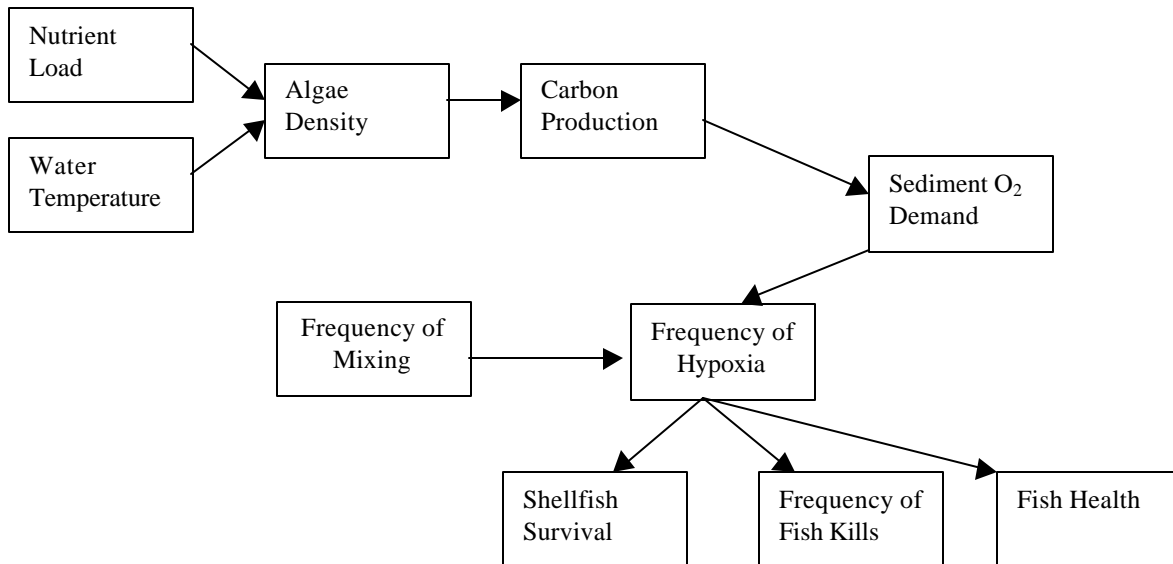 Nutrient
Load
Algae
Density
Carbon
Production
Water
Temperature
Sediment O₂
Demand
Frequency of
Mixing
Frequency of
Hypoxia
Shellfish
Survival
Frequency of
Fish Kills
Fish Health